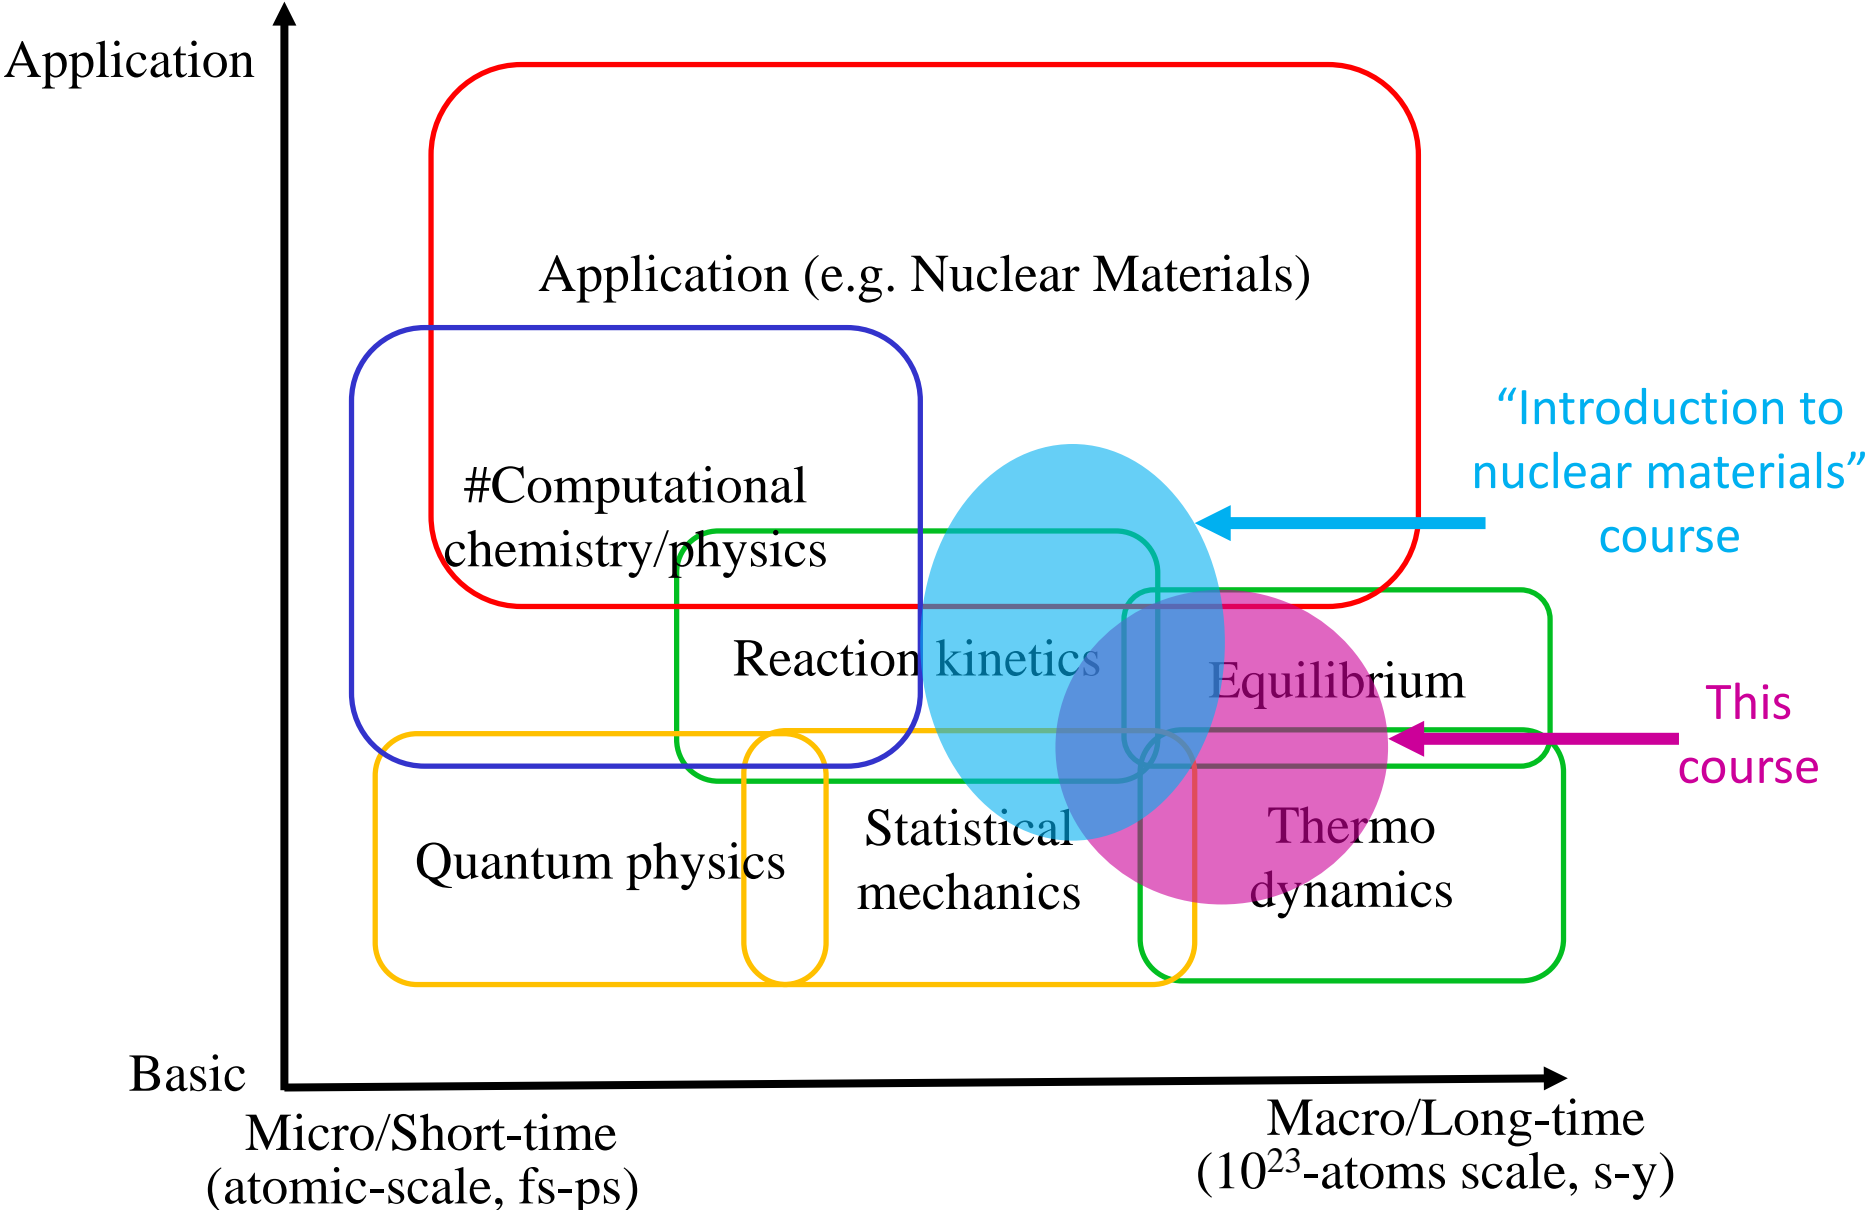 Application
Application (e.g. Nuclear Materials)
“Introduction to
nuclear materials”
course
#Computational
chemistry/physics
Reaction kinetics
Equilibrium
This
course
Quantum physics
Statistical
mechanics
Thermo
dynamics
Basic
Micro/Short-time
(atomic-scale, fs-ps)
Macro/Long-time
(10²³-atoms scale, s-y)